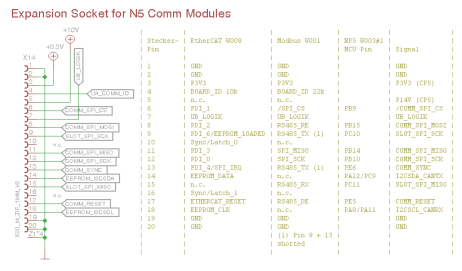 Expansion Socket for N5 Comm Modules
+10V
+5.5V
X14
UB_LOGIK
UA_COMM_ID
COMM_SPI_CS
UB_LOGIK
COMM_SPI_MOSI
SLOT_SPI_SCK
n.c.
COMM_SPI_MISO
COMM_SPI_SCK
COMM_SYNC
EEPROM_I2CSDA
SLOT_SPI_MISO
n.c.
COMM_RESET
EEPROM_I2CSCL
Stecker- Pin | EtherCAT W008 | Modbus W001 | NP5 W003#1 MCU Pin | Signal
1 GND GND GND
2 GND GND GND
3 P3V3 P3V3 P3V3 (CP5)
4 BOARD_ID 10k BOARD_ID 22k
5 n.c. n.c. P14V (CP5)
6 PDI_1 /SPI_CS PD9 /COMM_SPI_CS
7 UB_LOGIK UB_LOGIK UB_LOGIK
8 PDI_2 RS485_RE PB15 COMM_SPI_MOSI
9 PDI_6/EEPROM_LOADED RS485_TX (1) PC10 SLOT_SPI_SCK
10 Sync/Latch_0 n.c.
11 PDI_3 SPI_MISO PB14 COMM_SPI_MISO
12 PDI_0 SPI_SCK PB10 COMM_SPI_SCK
13 PDI_4/SPI_IRQ RS485_TX (1) PE6 COMM_SYNC
14 EEPROM_DATA n.c. PA12/PC9 I2CSDA_CANTX
15 n.c. RS485_RX PC11 SLOT_SPI_MISO
16 Sync/Latch_1 n.c.
17 ETHERCAT_RESET RS485_DE PE5 COMM_RESET
18 EEPROM_CLK n.c. PA8/PA11 I2CSCL_CANRX
19 GND GND GND
20 GND GND GND
(1) Pin 9 + 13
shorted